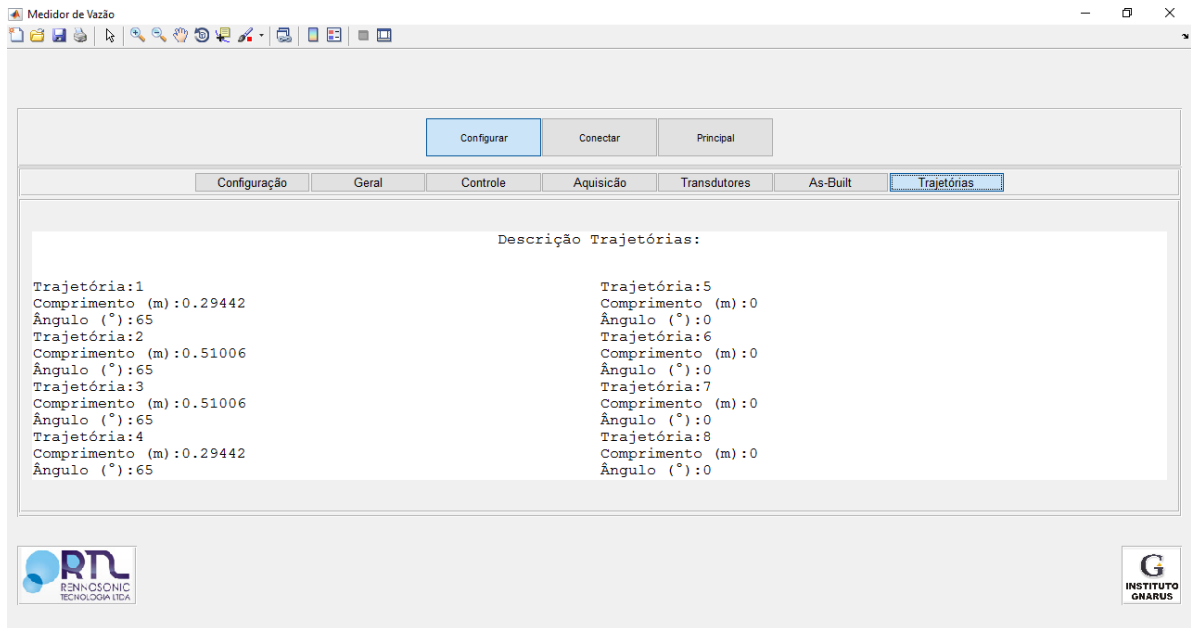 Medidor de Vazão
Configurar
Conectar
Principal
Configuração
Geral
Controle
Aquisicão
Transdutores
As-Built
Trajetórias
Descrição Trajetórias:
Trajetória:1
Comprimento (m):0.29442
Ângulo (°):65
Trajetória:2
Comprimento (m):0.51006
Ângulo (°):65
Trajetória:3
Comprimento (m):0.51006
Ângulo (°):65
Trajetória:4
Comprimento (m):0.29442
Ângulo (°):65
Trajetória:5
Comprimento (m):0
Ângulo (°):0
Trajetória:6
Comprimento (m):0
Ângulo (°):0
Trajetória:7
Comprimento (m):0
Ângulo (°):0
Trajetória:8
Comprimento (m):0
Ângulo (°):0
RTL
RENNOSONIC
TECNOLOGIA LTDA
G
INSTITUTO
GNARUS